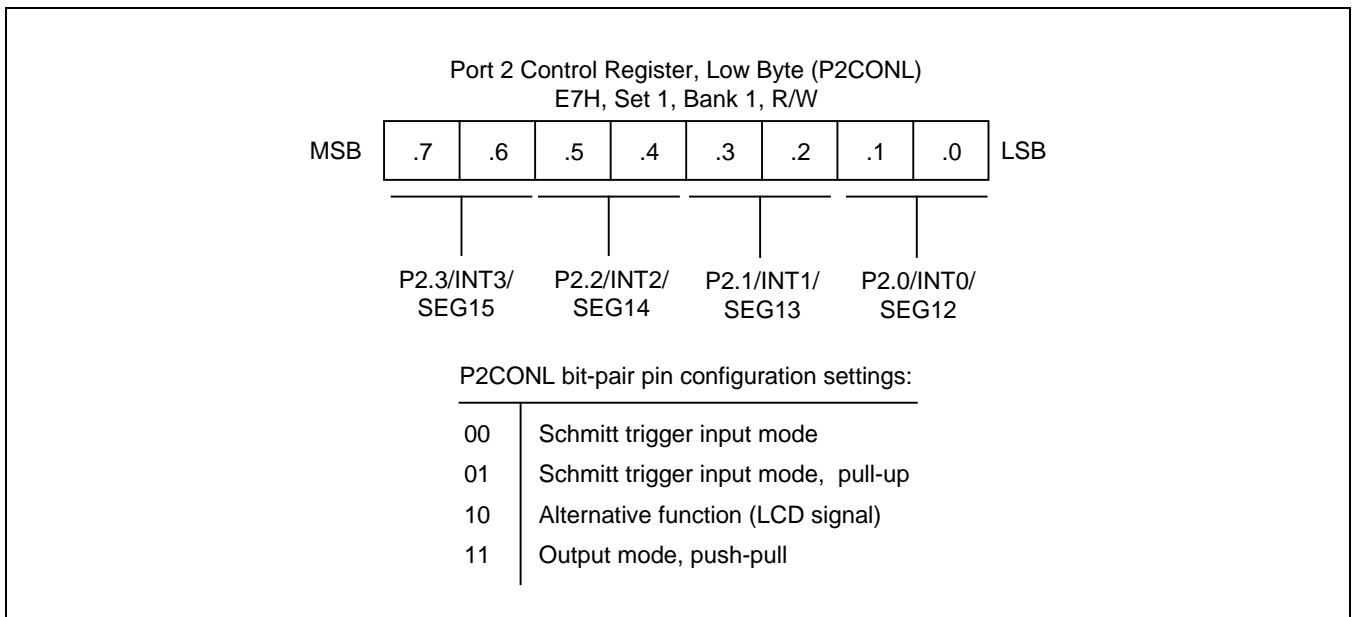 Port 2 Control Register, Low Byte (P2CONL)
E7H, Set 1, Bank 1, R/W
MSB .7 .6 .5 .4 .3 .2 .1 .0 LSB
P2.3/INT3/ P2.2/INT2/ P2.1/INT1/ P2.0/INT0/
SEG15 SEG14 SEG13 SEG12
P2CONL bit-pair pin configuration settings:
00 Schmitt trigger input mode
01 Schmitt trigger input mode, pull-up
10 Alternative function (LCD signal)
11 Output mode, push-pull